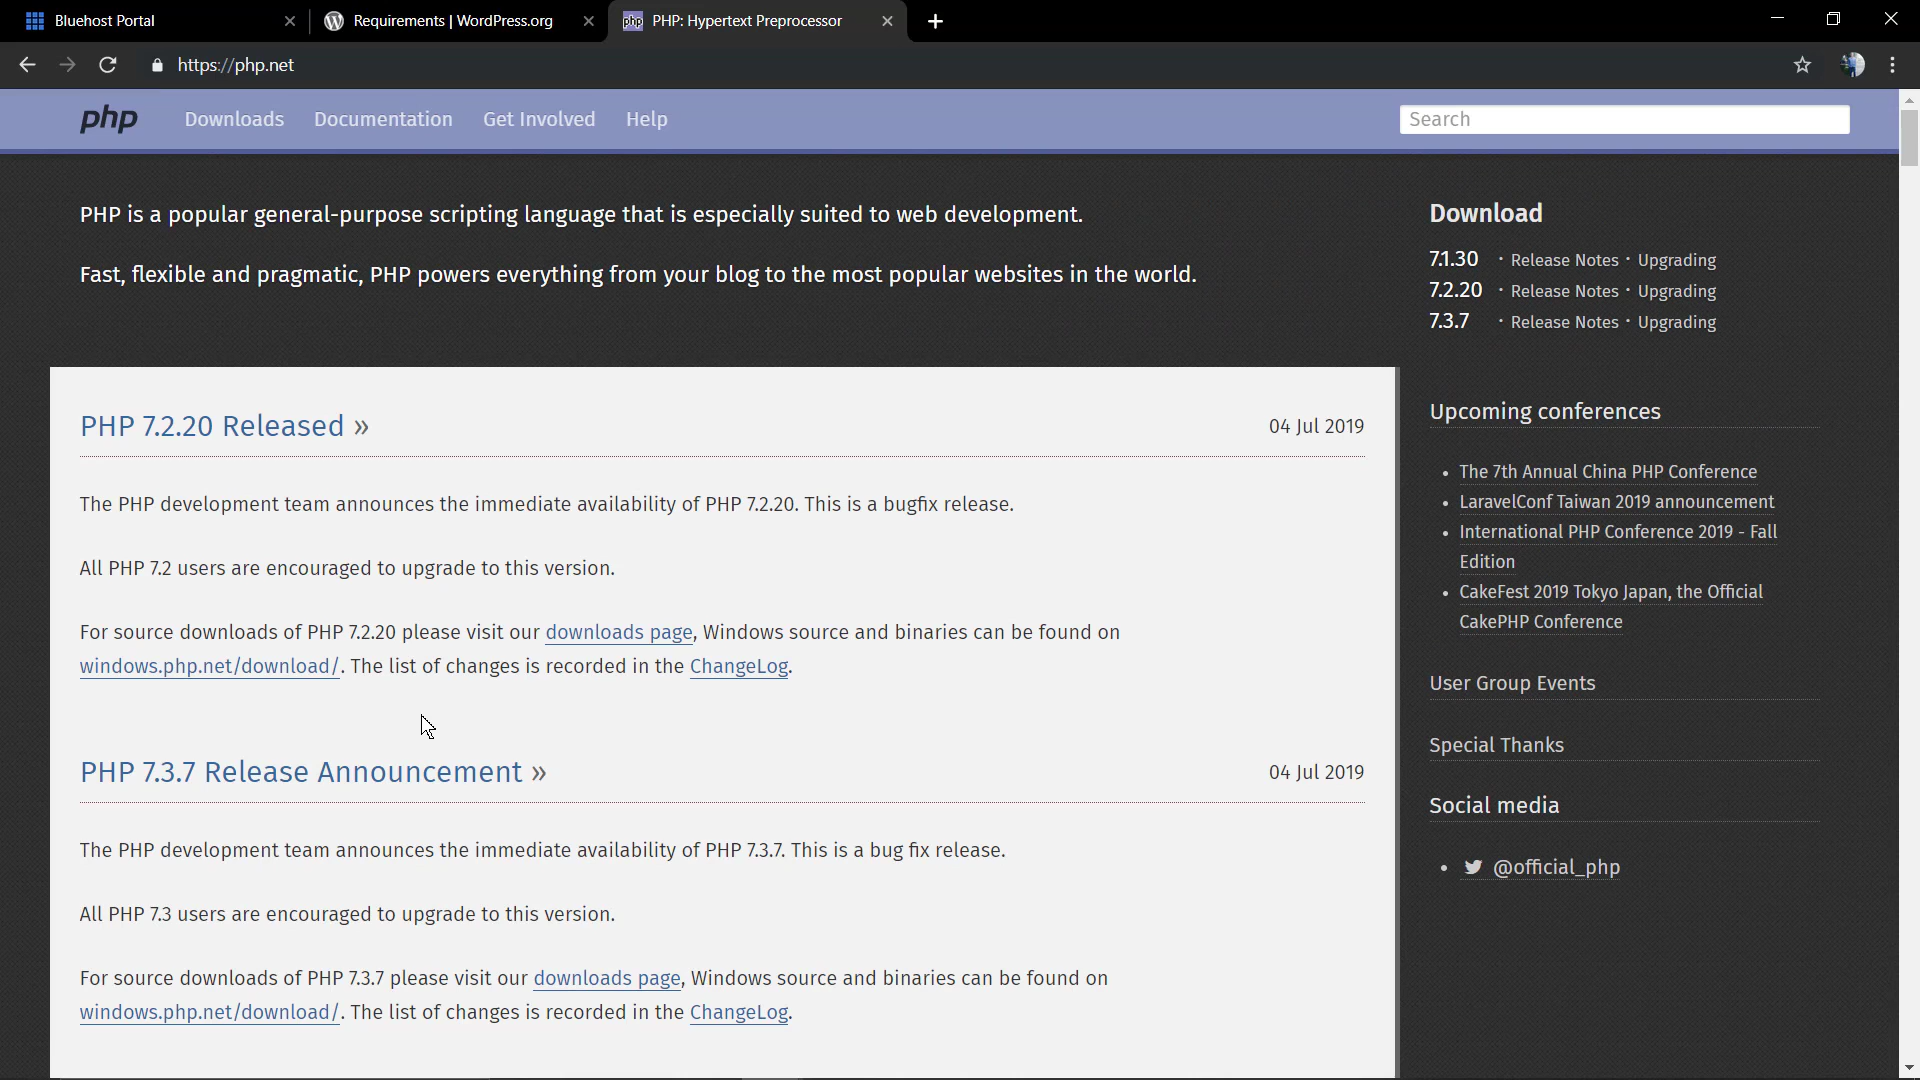 Bluehost Portal
Requirements | WordPress.org
php PHP: Hypertext Preprocessor
https://php.net
php Downloads Documentation Get Involved Help Search
PHP is a popular general-purpose scripting language that is especially suited to web development.
Fast, flexible and pragmatic, PHP powers everything from your blog to the most popular websites in the world.
Download
7.1.30 · Release Notes · Upgrading
7.2.20 · Release Notes · Upgrading
7.3.7 · Release Notes · Upgrading
PHP 7.2.20 Released »
04 Jul 2019
The PHP development team announces the immediate availability of PHP 7.2.20. This is a bugfix release.
All PHP 7.2 users are encouraged to upgrade to this version.
For source downloads of PHP 7.2.20 please visit our downloads page, Windows source and binaries can be found on
windows.php.net/download/. The list of changes is recorded in the ChangeLog.
PHP 7.3.7 Release Announcement »
04 Jul 2019
The PHP development team announces the immediate availability of PHP 7.3.7. This is a bug fix release.
All PHP 7.3 users are encouraged to upgrade to this version.
For source downloads of PHP 7.3.7 please visit our downloads page, Windows source and binaries can be found on
windows.php.net/download/. The list of changes is recorded in the ChangeLog.
Upcoming conferences
• The 7th Annual China PHP Conference
• LaravelConf Taiwan 2019 announcement
• International PHP Conference 2019 - Fall
Edition
• CakeFest 2019 Tokyo Japan, the Official
CakePHP Conference
User Group Events
Special Thanks
Social media
• @official_php